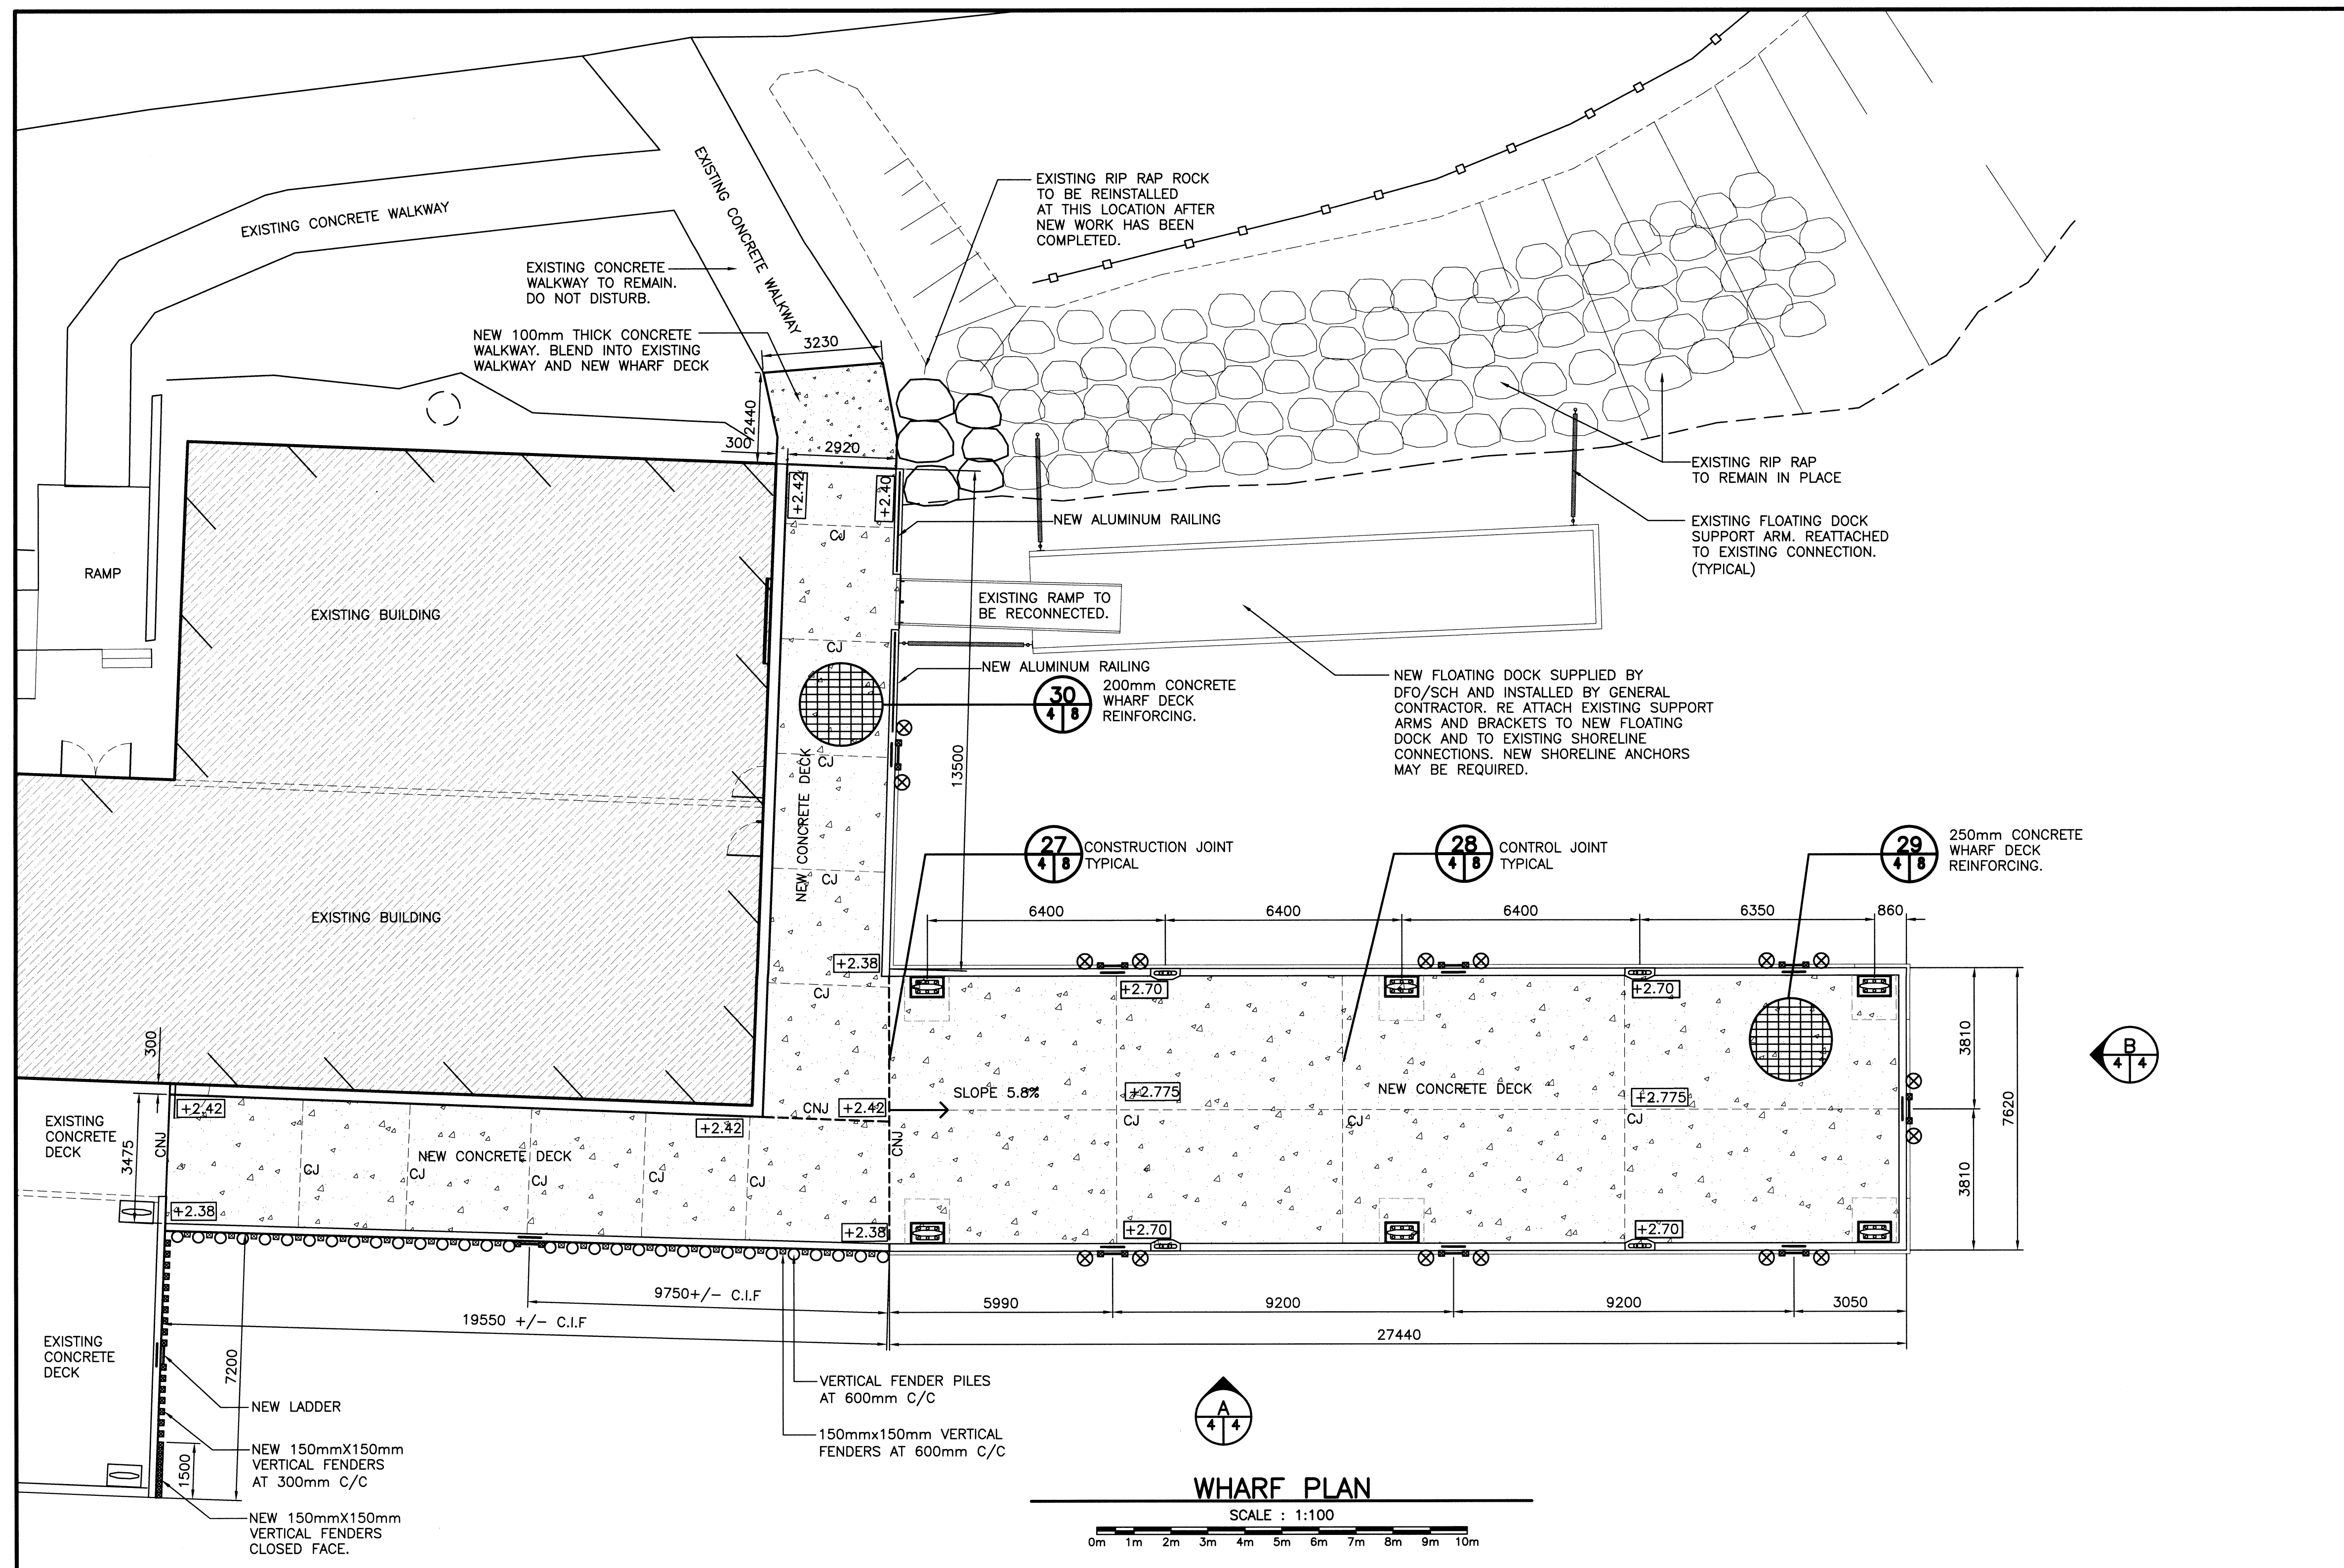 EXISTING CONCRETE WALKWAY
EXISTING CONCRETE WALKWAY
EXISTING RIP RAP ROCK
TO BE REINSTALLED
AT THIS LOCATION AFTER
NEW WORK HAS BEEN
COMPLETED.
EXISTING CONCRETE
WALKWAY TO REMAIN.
DO NOT DISTURB.
NEW 100mm THICK CONCRETE
WALKWAY. BLEND INTO EXISTING
WALKWAY AND NEW WHARF DECK
3230
2440
300
2920
+2.42
+2.40
CJ
EXISTING RIP RAP
TO REMAIN IN PLACE
NEW ALUMINUM RAILING
EXISTING FLOATING DOCK
SUPPORT ARM. REATTACHED
TO EXISTING CONNECTION.
(TYPICAL)
RAMP
EXISTING BUILDING
EXISTING RAMP TO
BE RECONNECTED.
CJ
NEW ALUMINUM RAILING
30
4 8
200mm CONCRETE
WHARF DECK
REINFORCING.
NEW FLOATING DOCK SUPPLIED BY
DFO/SCH AND INSTALLED BY GENERAL
CONTRACTOR. RE ATTACH EXISTING SUPPORT
ARMS AND BRACKETS TO NEW FLOATING
DOCK AND TO EXISTING SHORELINE
CONNECTIONS. NEW SHORELINE ANCHORS
MAY BE REQUIRED.
13500
CJ
NEW CONCRETE DECK
CJ
27
4 8
CONSTRUCTION JOINT
TYPICAL
28
4 8
CONTROL JOINT
TYPICAL
29
4 8
250mm CONCRETE
WHARF DECK
REINFORCING.
EXISTING BUILDING
6400
6400
6400
6350
860
+2.38
CJ
+2.70
+2.70
300
3810
7620
B
4 4
SLOPE 5.8%
+2.775
NEW CONCRETE DECK
+2.775
CNJ
+2.42
CJ
CJ
CJ
+2.42
+2.42
EXISTING
CONCRETE
DECK
3475
CNJ
NEW CONCRETE DECK
CNJ
CJ
CJ
CJ
CJ
CJ
3810
+2.38
+2.38
+2.70
+2.70
9750+/- C.I.F
5990
9200
9200
3050
19550 +/- C.I.F
27440
EXISTING
CONCRETE
DECK
7200
VERTICAL FENDER PILES
AT 600mm C/C
NEW LADDER
A
4 4
150mmx150mm VERTICAL
FENDERS AT 600mm C/C
NEW 150mmX150mm
VERTICAL FENDERS
AT 300mm C/C
1500
NEW 150mmX150mm
VERTICAL FENDERS
CLOSED FACE.
WHARF PLAN
SCALE : 1:100
0m 1m 2m 3m 4m 5m 6m 7m 8m 9m 10m